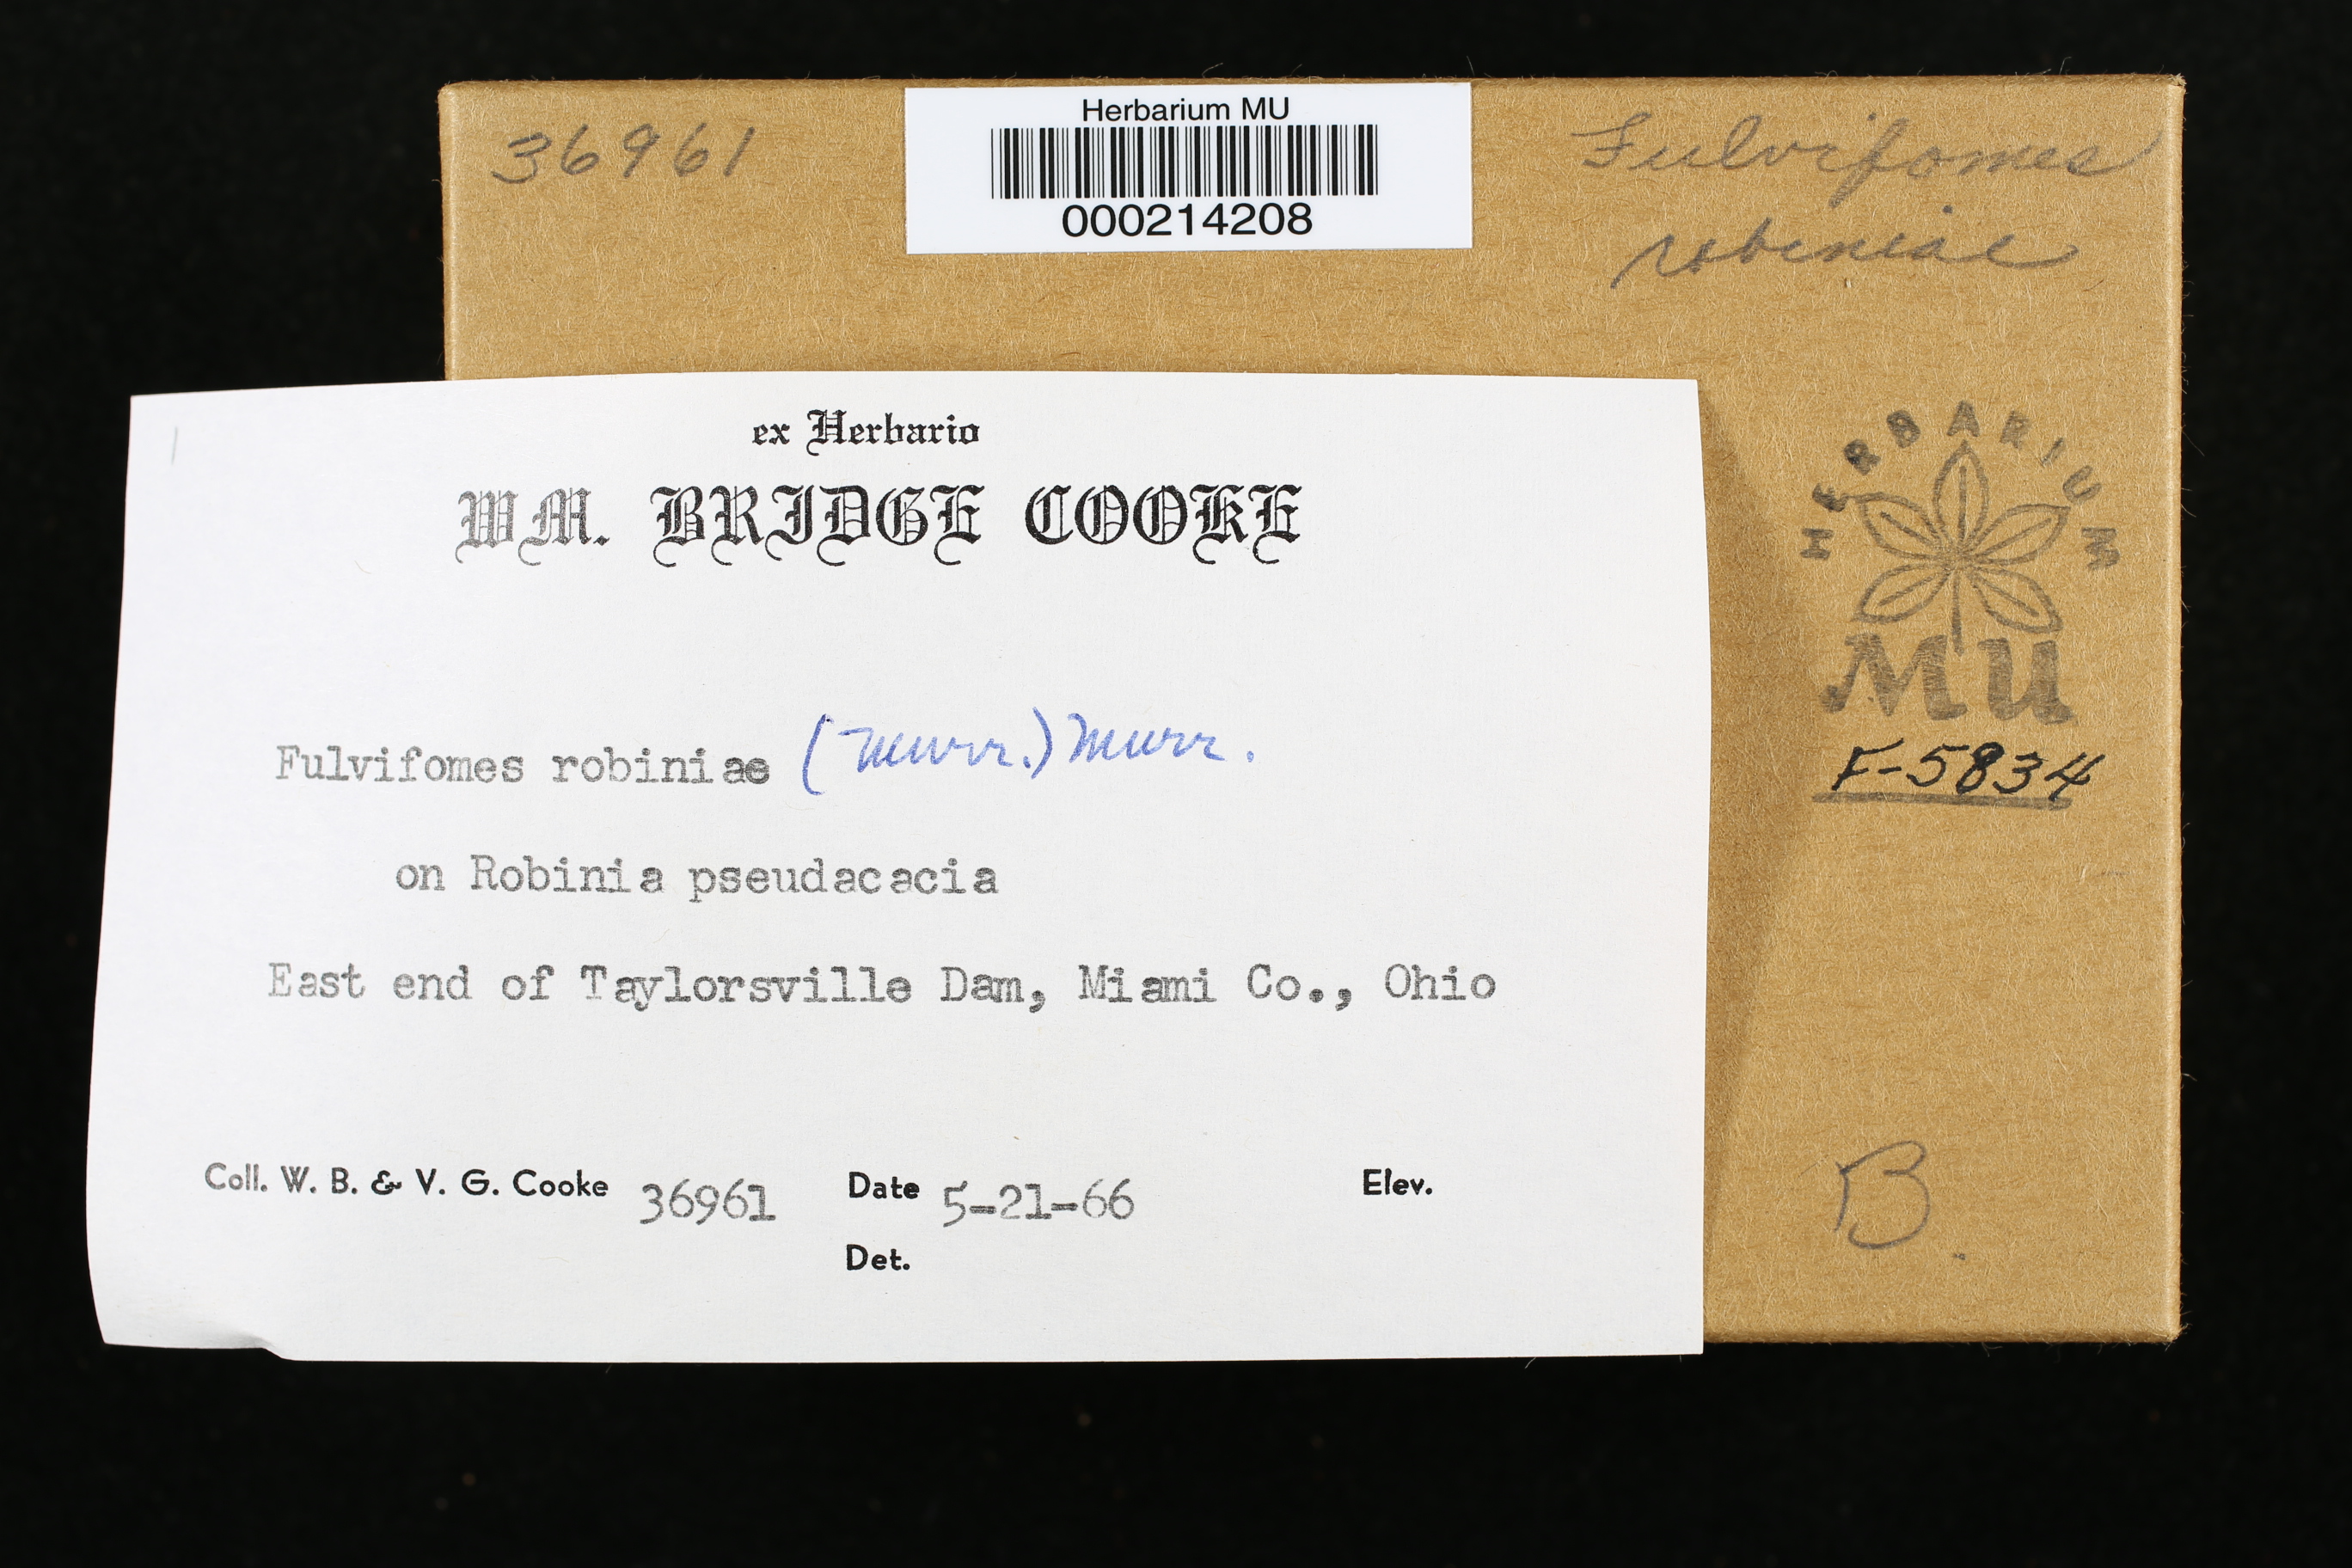 36961
Herbarium MU
000214208
Fulvifomes
robiniae
ex Herbario
WM. BRIDGE COOKE
Fulvifomes robiniae (Murr.) Murr.
on Robinia pseudacacia
East end of Taylorsville Dam, Miami Co., Ohio
Coll. W. B. & V. G. Cooke 36961 Date 5-21-66 Elev.
Det.
HERBARIUM
MU
F-5834
B